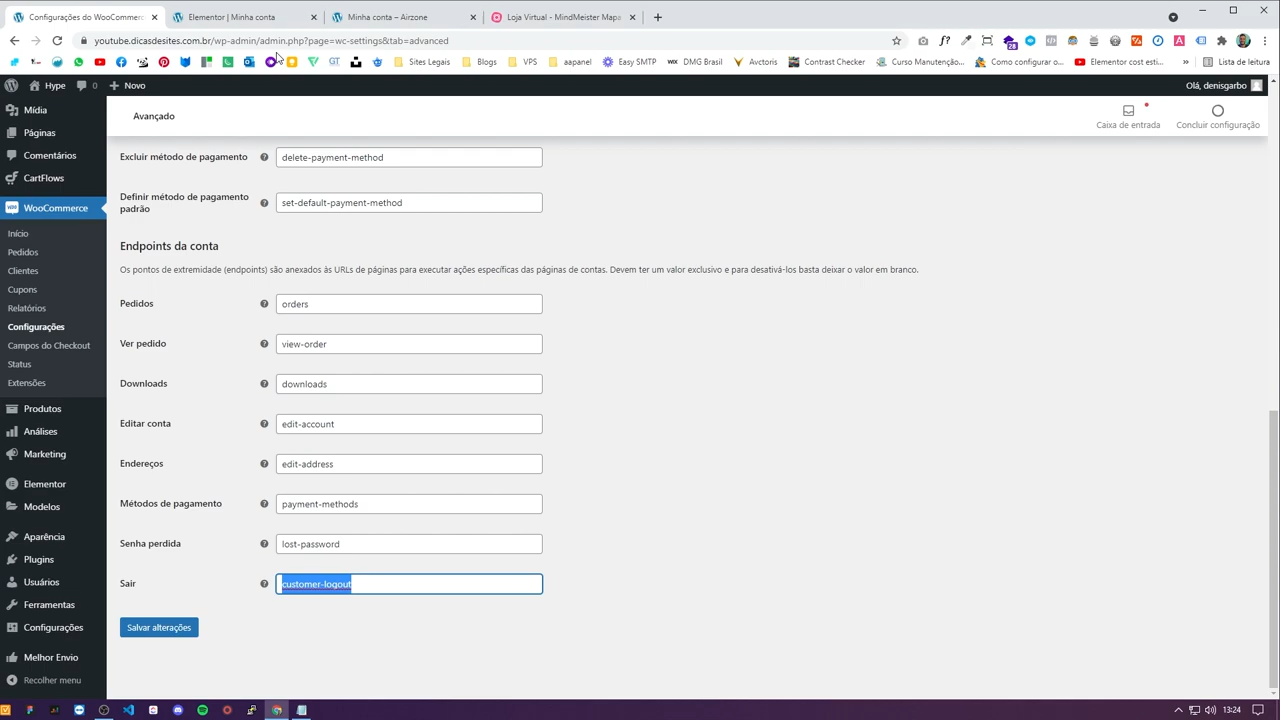 Configurações do WooCommerc
Elementor | Minha conta
Minha conta – Airzone
Loja Virtual - MindMeister Mapa
youtube.dicasdesites.com.br/wp-admin/admin.php?page=wc-settings&tab=advanced
28
Sites Legais
Blogs
VPS
aapanel
Easy SMTP
WIX DMG Brasil
Avctoris
Contrast Checker
Curso Manutenção...
Como configurar o...
Elementor cost esti...
Lista de leitura
Hype
0
Novo
Olá, denisgarbo
Mídia
Páginas
Comentários
CartFlows
WooCommerce
Início
Pedidos
Clientes
Cupons
Relatórios
Configurações
Campos do Checkout
Status
Extensões
Produtos
Análises
Marketing
Elementor
Modelos
Aparência
Plugins
Usuários
Ferramentas
Configurações
Melhor Envio
Recolher menu
Avançado
Caixa de entrada
Concluir configuração
Excluir método de pagamento
delete-payment-method
Definir método de pagamento
padrão
set-default-payment-method
Endpoints da conta
Os pontos de extremidade (endpoints) são anexados às URLs de páginas para executar ações específicas das páginas de contas. Devem ter um valor exclusivo e para desativá-los basta deixar o valor em branco.
Pedidos
orders
Ver pedido
view-order
Downloads
downloads
Editar conta
edit-account
Endereços
edit-address
Métodos de pagamento
payment-methods
Senha perdida
lost-password
Sair
customer-logout
Salvar alterações
13:24